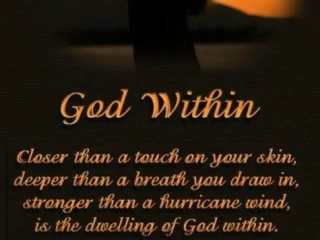 God Within
Closer than a touch on your skin,
deeper than a breath you draw in,
stronger than a hurricane wind,
is the dwelling of God within.